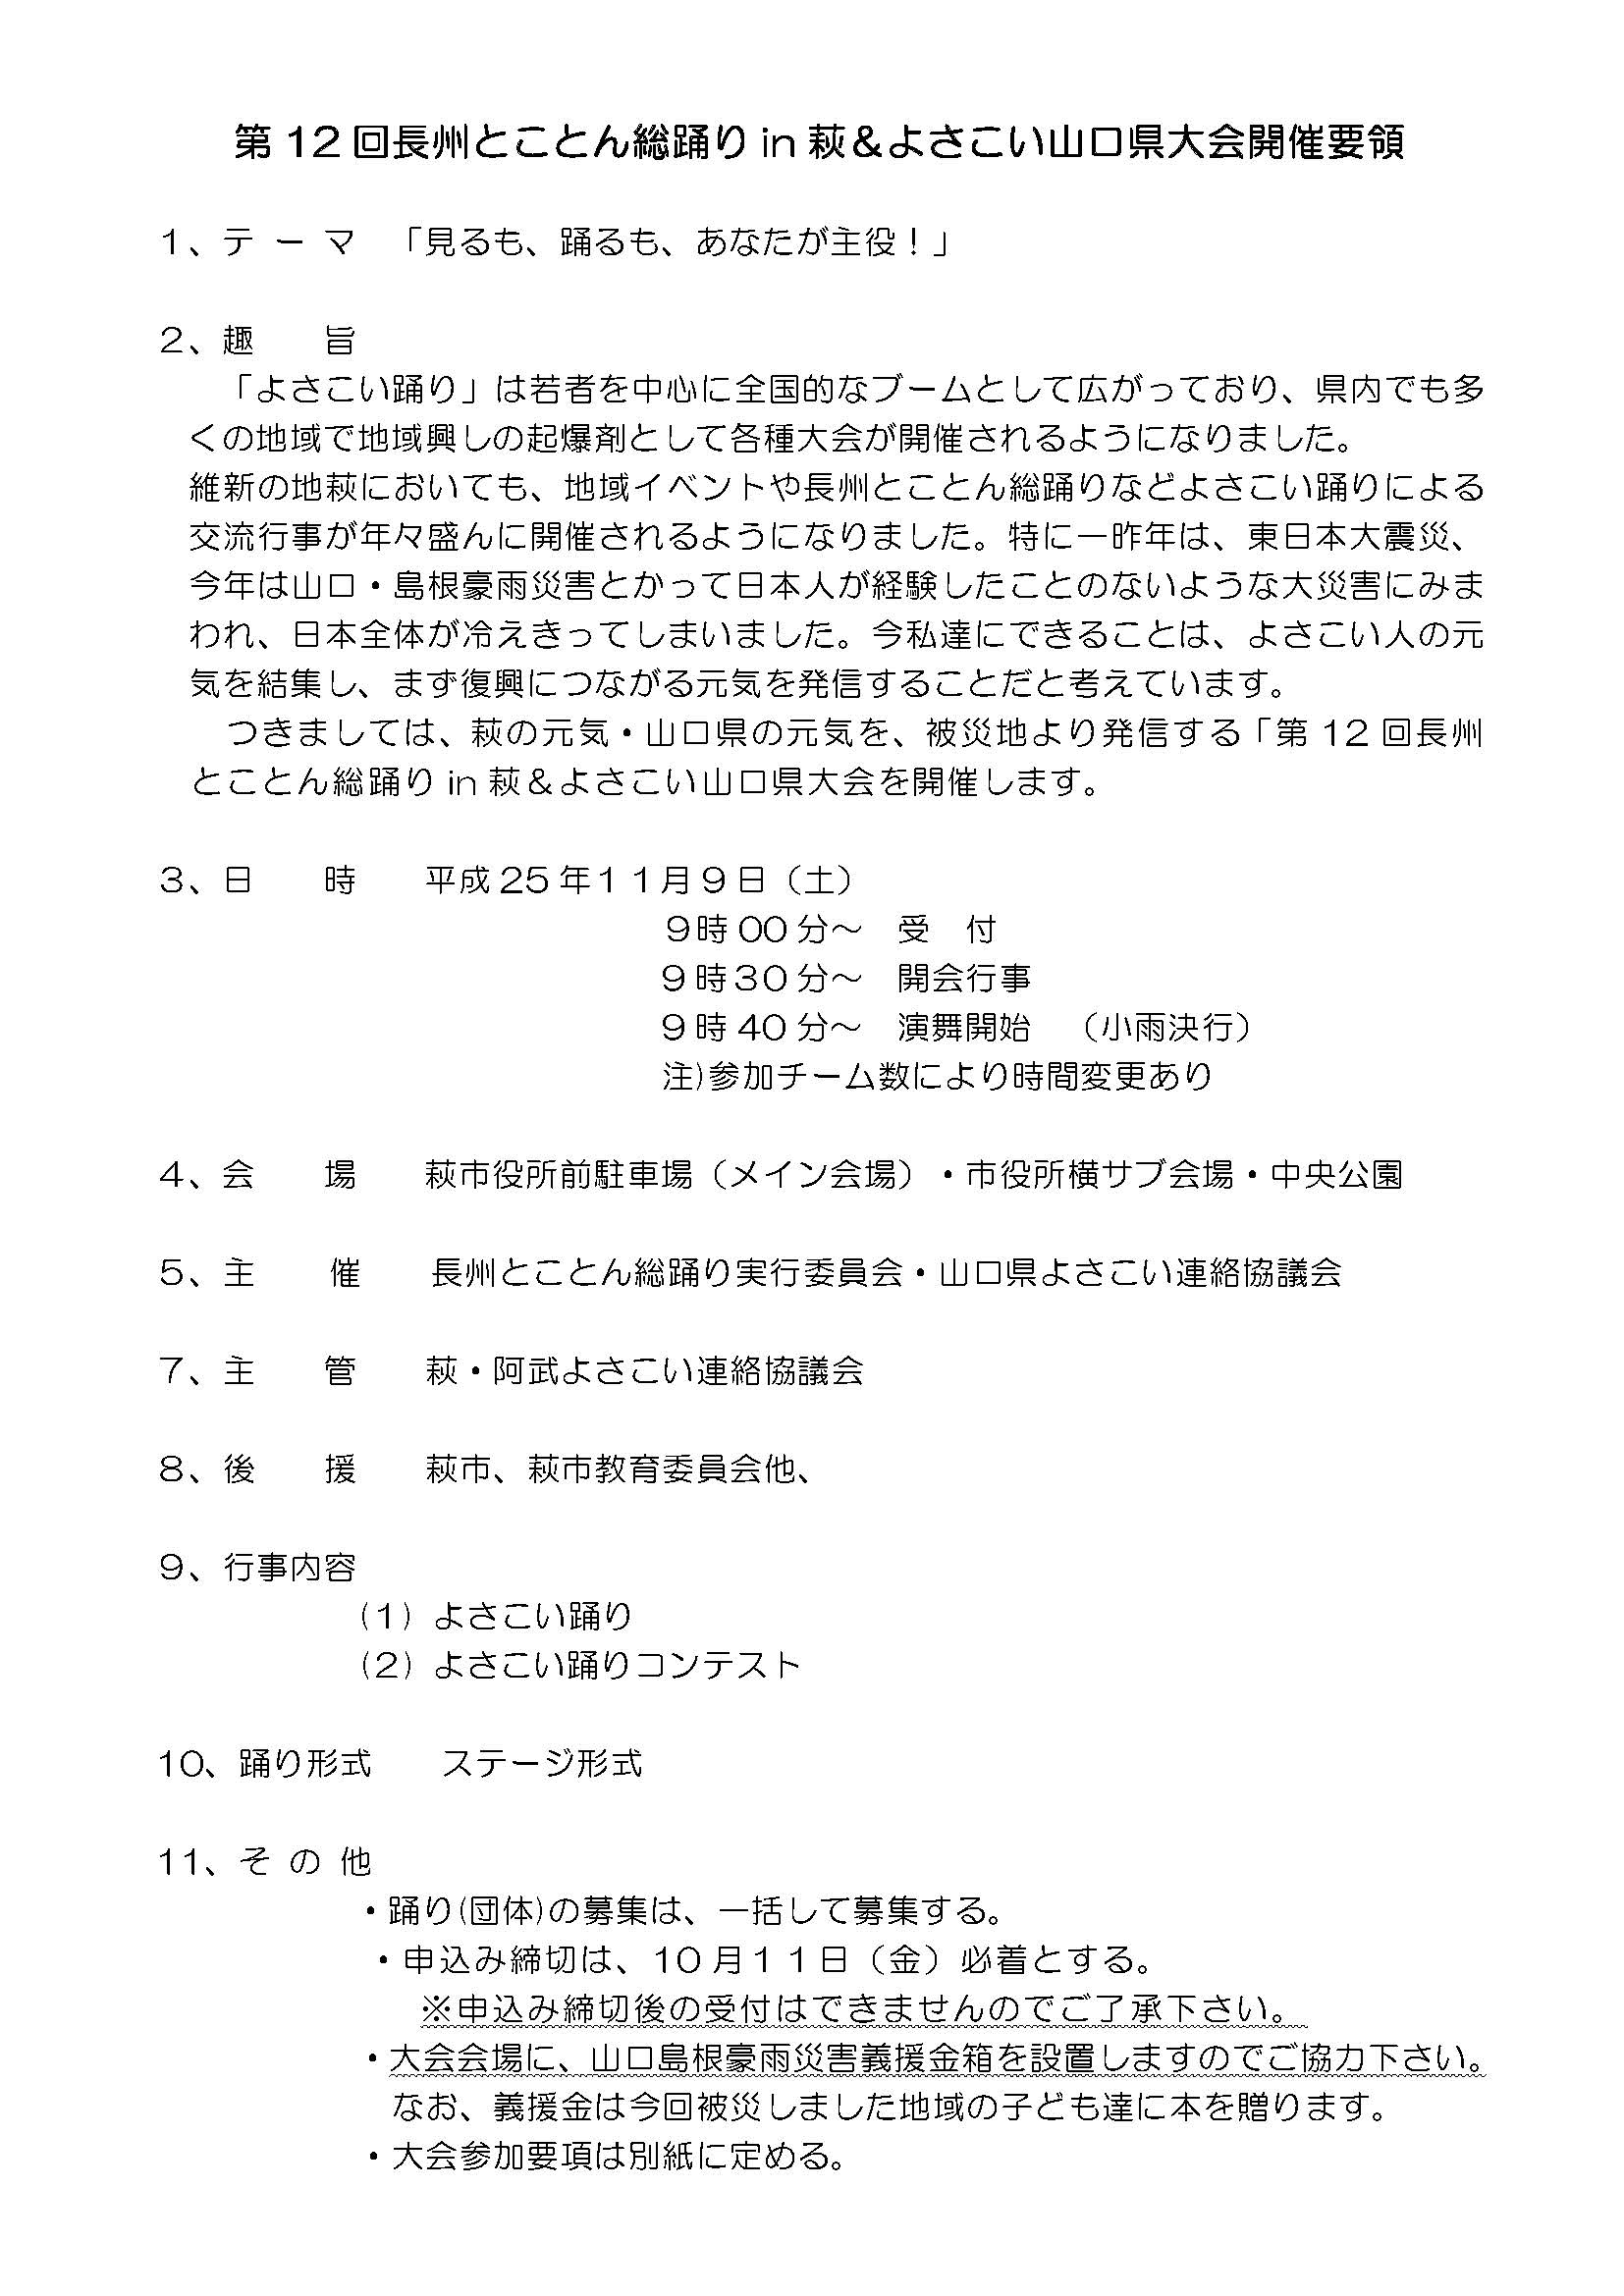 第12回長州とことん総踊りin萩＆よさこい山口県大会開催要領
１、テ ー マ　「見るも、踊るも、あなたが主役！」
２、趣　　旨
「よさこい踊り」は若者を中心に全国的なブームとして広がっており、県内でも多
くの地域で地域興しの起爆剤として各種大会が開催されるようになりました。
維新の地萩においても、地域イベントや長州とことん総踊りなどよさこい踊りによる
交流行事が年々盛んに開催されるようになりました。特に一昨年は、東日本大震災、
今年は山口・島根豪雨災害とかって日本人が経験したことのないような大災害にみま
われ、日本全体が冷えきってしまいました。今私達にできることは、よさこい人の元
気を結集し、まず復興につながる元気を発信することだと考えています。
つきましては、萩の元気・山口県の元気を、被災地より発信する「第12回長州
とことん総踊りin萩＆よさこい山口県大会を開催します。
３、日　　時　　平成25年１１月９日（土）
９時00分～　受　付
９時３０分～　開会行事
９時40分～　演舞開始　（小雨決行）
注)参加チーム数により時間変更あり
４、会　　場　　萩市役所前駐車場（メイン会場）・市役所横サブ会場・中央公園
５、主　　催　　長州とことん総踊り実行委員会・山口県よさこい連絡協議会
７、主　　管　　萩・阿武よさこい連絡協議会
８、後　　援　　萩市、萩市教育委員会他、
９、行事内容
（1）よさこい踊り
（2）よさこい踊りコンテスト
10、踊り形式　　ステージ形式
11、そ の 他
・踊り(団体)の募集は、一括して募集する。
・申込み締切は、10月１１日（金）必着とする。
※申込み締切後の受付はできませんのでご了承下さい。
・大会会場に、山口島根豪雨災害義援金箱を設置しますのでご協力下さい。
なお、義援金は今回被災しました地域の子ども達に本を贈ります。
・大会参加要項は別紙に定める。